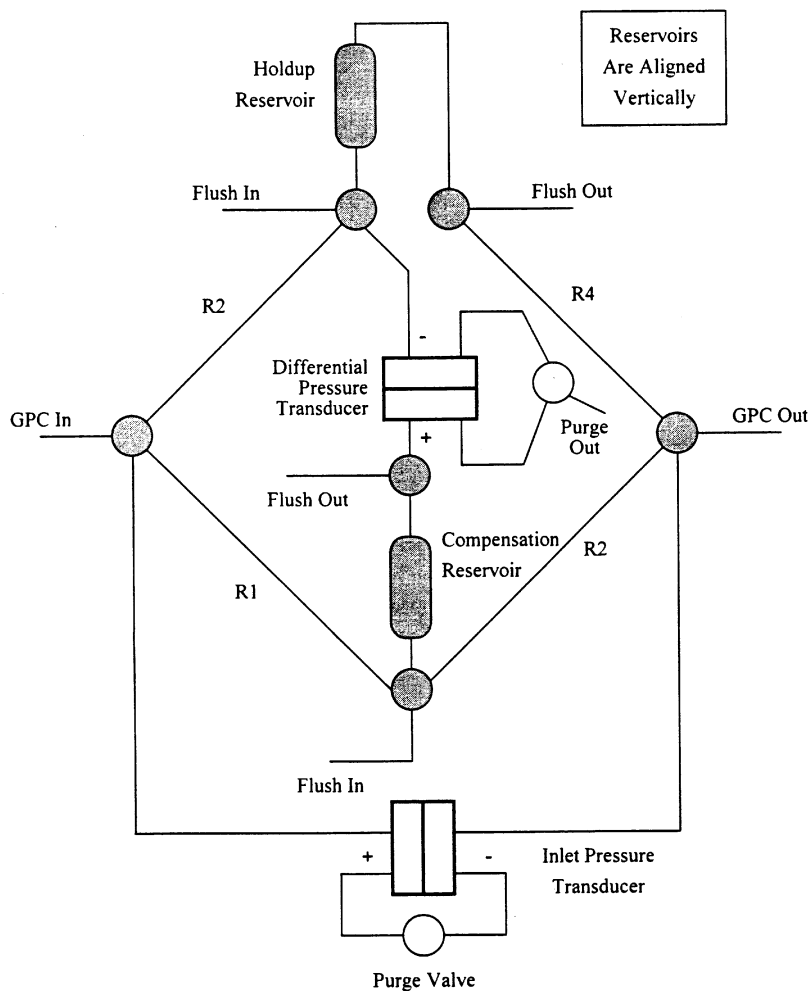 Reservoirs
Are Aligned
Vertically
Holdup
Reservoir
Flush In
Flush Out
R2
R4
-
Differential
Pressure
Transducer
+
Purge
Out
GPC In
GPC Out
Flush Out
Compensation
Reservoir
R2
R1
Flush In
+
-
Inlet Pressure
Transducer
Purge Valve